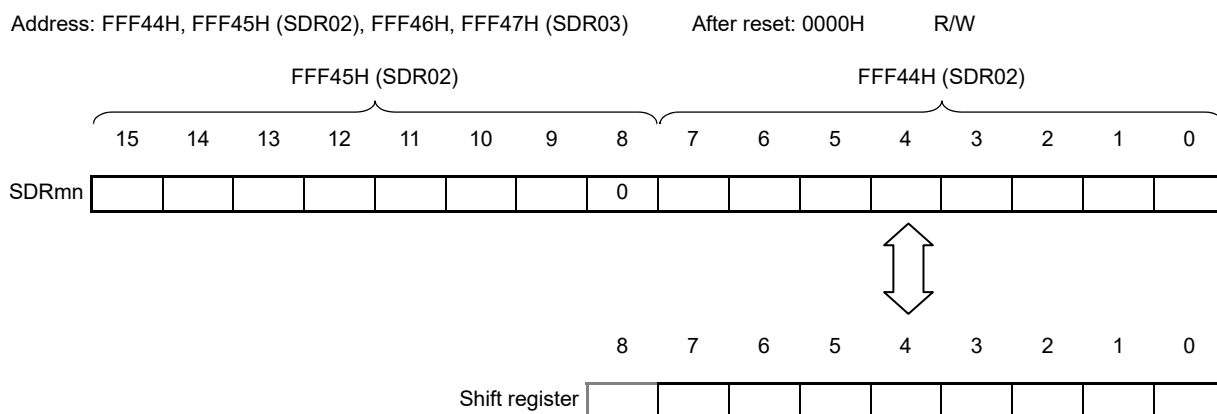 Address: FFF44H, FFF45H (SDR02), FFF46H, FFF47H (SDR03) After reset: 0000H R/W
FFF45H (SDR02) FFF44H (SDR02)
15 14 13 12 11 10 9 8 7 6 5 4 3 2 1 0
SDRmn 0
8 7 6 5 4 3 2 1 0
Shift register